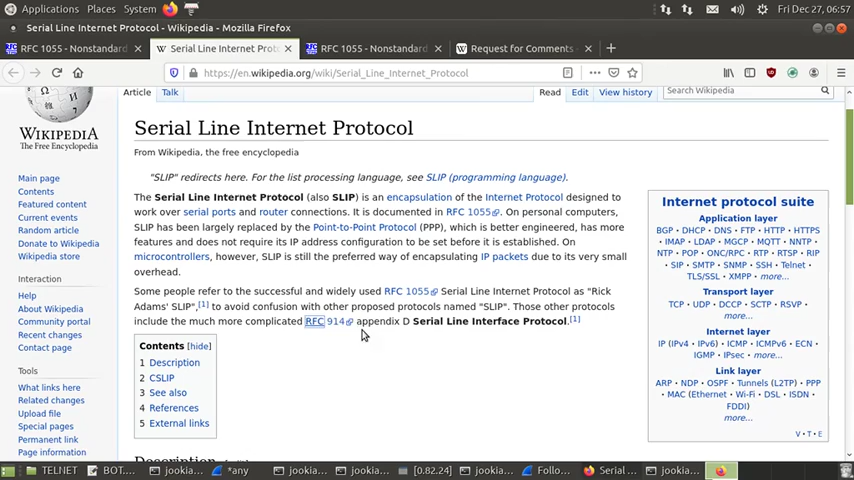 Applications Places System Fri Dec 27, 06:57
Serial Line Internet Protocol - Wikipedia - Mozilla Firefox
RFC 1055 - Nonstandard × Serial Line Internet Proto × RFC 1055 - Nonstandard × Request for Comments × +
https://en.wikipedia.org/wiki/Serial_Line_Internet_Protocol
Article Talk Read Edit View history Search Wikipedia
WIKIPEDIA
The Free Encyclopedia
Main page
Contents
Featured content
Current events
Random article
Donate to Wikipedia
Wikipedia store
Interaction
Help
About Wikipedia
Community portal
Recent changes
Contact page
Tools
What links here
Related changes
Upload file
Special pages
Permanent link
Page information
Serial Line Internet Protocol
From Wikipedia, the free encyclopedia
"SLIP" redirects here. For the list processing language, see SLIP (programming language).
The Serial Line Internet Protocol (also SLIP) is an encapsulation of the Internet Protocol designed to
work over serial ports and router connections. It is documented in RFC 1055. On personal computers,
SLIP has been largely replaced by the Point-to-Point Protocol (PPP), which is better engineered, has more
features and does not require its IP address configuration to be set before it is established. On
microcontrollers, however, SLIP is still the preferred way of encapsulating IP packets due to its very small
overhead.
Some people refer to the successful and widely used RFC 1055 Serial Line Internet Protocol as "Rick
Adams' SLIP",[1] to avoid confusion with other proposed protocols named "SLIP". Those other protocols
include the much more complicated RFC 914 appendix D Serial Line Interface Protocol.[1]
Contents [hide]
1 Description
2 CSLIP
3 See also
4 References
5 External links
Internet protocol suite
Application layer
BGP · DHCP · DNS · FTP · HTTP · HTTPS
· IMAP · LDAP · MGCP · MQTT · NNTP
· NTP · POP · ONC/RPC · RTP · RTSP · RIP
· SIP · SMTP · SNMP · SSH · Telnet
· TLS/SSL · XMPP · more...
Transport layer
TCP · UDP · DCCP · SCTP · RSVP
· more...
Internet layer
IP (IPv4 · IPv6) · ICMP · ICMPv6 · ECN
· IGMP · IPsec · more...
Link layer
ARP · NDP · OSPF · Tunnels (L2TP) · PPP
· MAC (Ethernet · Wi-Fi · DSL · ISDN
· FDDI)
more...
V · T · E
TELNET BOT.... jookia... *any jookia... jookia... [0.82.24] jookia... Follo... Serial ... jookia...